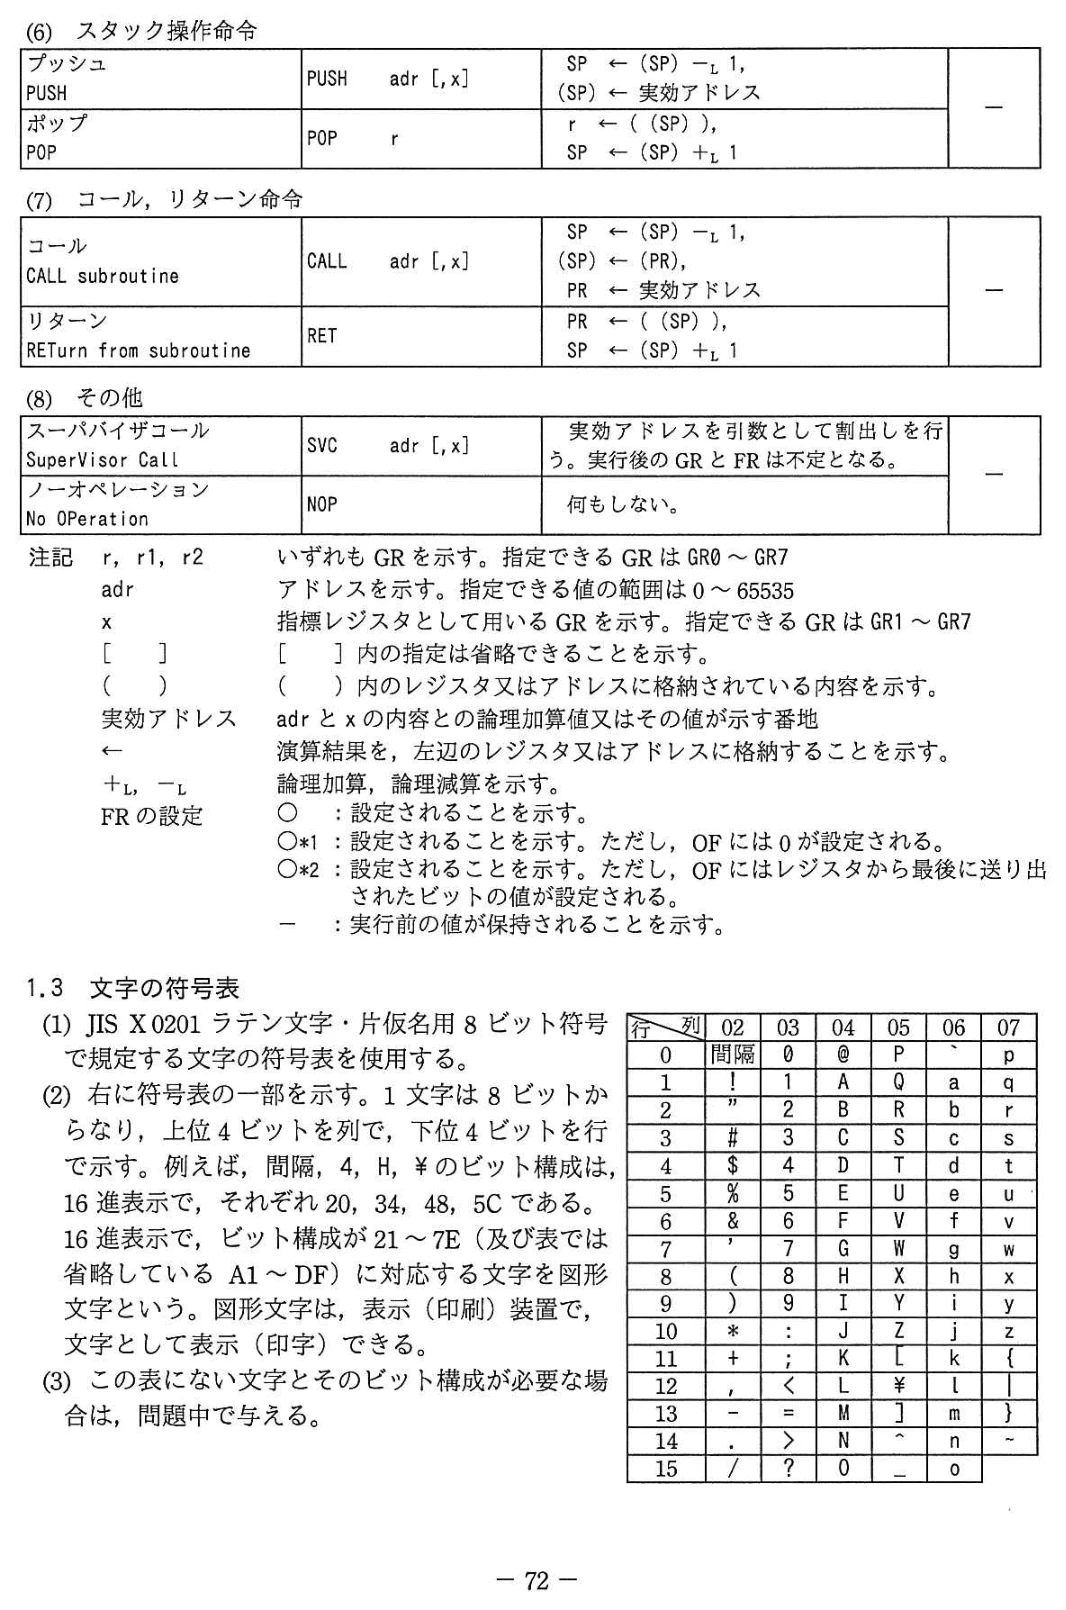 (6) スタック操作命令
プッシュ
PUSH
PUSH adr [,x]
SP ← (SP) −L 1,
(SP) ← 実効アドレス
―
ポップ
POP
POP r
r ← ( (SP) ),
SP ← (SP) +L 1
(7) コール，リターン命令
コール
CALL subroutine
CALL adr [,x]
SP ← (SP) −L 1,
(SP) ← (PR),
PR ← 実効アドレス
―
リターン
RETurn from subroutine
RET
PR ← ( (SP) ),
SP ← (SP) +L 1
(8) その他
スーパバイザコール
SuperVisor Call
SVC adr [,x]
実効アドレスを引数として割出しを行
う。実行後の GR と FR は不定となる。
―
ノーオペレーション
No OPeration
NOP
何もしない。
注記 r, r1, r2 いずれも GR を示す。指定できる GR は GR0 ～ GR7
adr アドレスを示す。指定できる値の範囲は 0 ～ 65535
x 指標レジスタとして用いる GR を示す。指定できる GR は GR1 ～ GR7
[ ] [ ] 内の指定は省略できることを示す。
( ) ( ) 内のレジスタ又はアドレスに格納されている内容を示す。
実効アドレス adr と x の内容との論理加算値又はその値が示す番地
← 演算結果を，左辺のレジスタ又はアドレスに格納することを示す。
+L, −L 論理加算，論理減算を示す。
FR の設定 ○ ：設定されることを示す。
○*1 ：設定されることを示す。ただし，OF には 0 が設定される。
○*2 ：設定されることを示す。ただし，OF にはレジスタから最後に送り出
されたビットの値が設定される。
― ：実行前の値が保持されることを示す。
1.3 文字の符号表
(1) JIS X 0201 ラテン文字・片仮名用 8 ビット符号
で規定する文字の符号表を使用する。
(2) 右に符号表の一部を示す。1 文字は 8 ビットか
らなり，上位 4 ビットを列で，下位 4 ビットを行
で示す。例えば，間隔，4，H，¥ のビット構成は，
16 進表示で，それぞれ 20，34，48，5C である。
16 進表示で，ビット構成が 21 ～ 7E（及び表では
省略している A1 ～ DF）に対応する文字を図形
文字という。図形文字は，表示（印刷）装置で，
文字として表示（印字）できる。
(3) この表にない文字とそのビット構成が必要な場
合は，問題中で与える。
行 列 02 03 04 05 06 07
0 間隔 0 @ P ` p
1 ! 1 A Q a q
2 ” 2 B R b r
3 # 3 C S c s
4 $ 4 D T d t
5 % 5 E U e u
6 & 6 F V f v
7 ’ 7 G W g w
8 ( 8 H X h x
9 ) 9 I Y i y
10 * : J Z j z
11 + ; K [ k {
12 , < L ¥ l |
13 - = M ] m }
14 . > N ^ n ~
15 / ? O _ o
― 72 ―